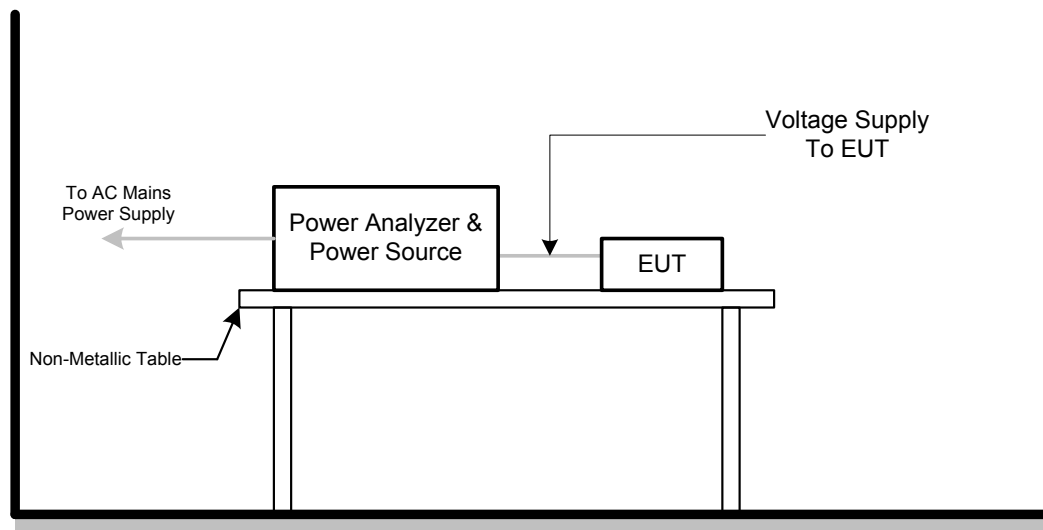 Voltage Supply
To EUT
To AC Mains
Power Supply
Power Analyzer &
Power Source
EUT
Non-Metallic Table